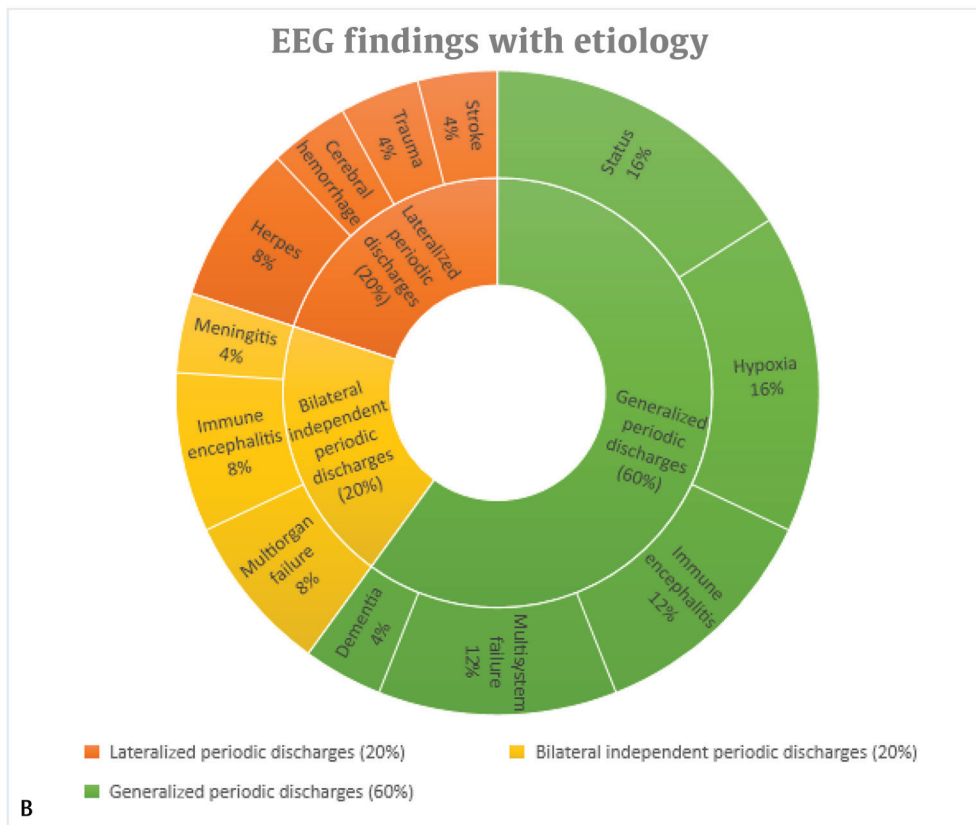 EEG findings with etiology
Stroke
4%
Trauma
4%
Cerebral
hemorrhage
Herpes
8%
Lateralized
periodic
discharges
(20%)
Status
16%
Hypoxia
16%
Generalized
periodic
discharges
(60%)
Immune
encephalitis
12%
Multisystem
failure
12%
Dementia
4%
Meningitis
4%
Immune
encephalitis
8%
Multiorgan
failure
8%
Bilateral
independent
periodic
discharges
(20%)
Lateralized periodic discharges (20%)
Bilateral independent periodic discharges (20%)
Generalized periodic discharges (60%)
B